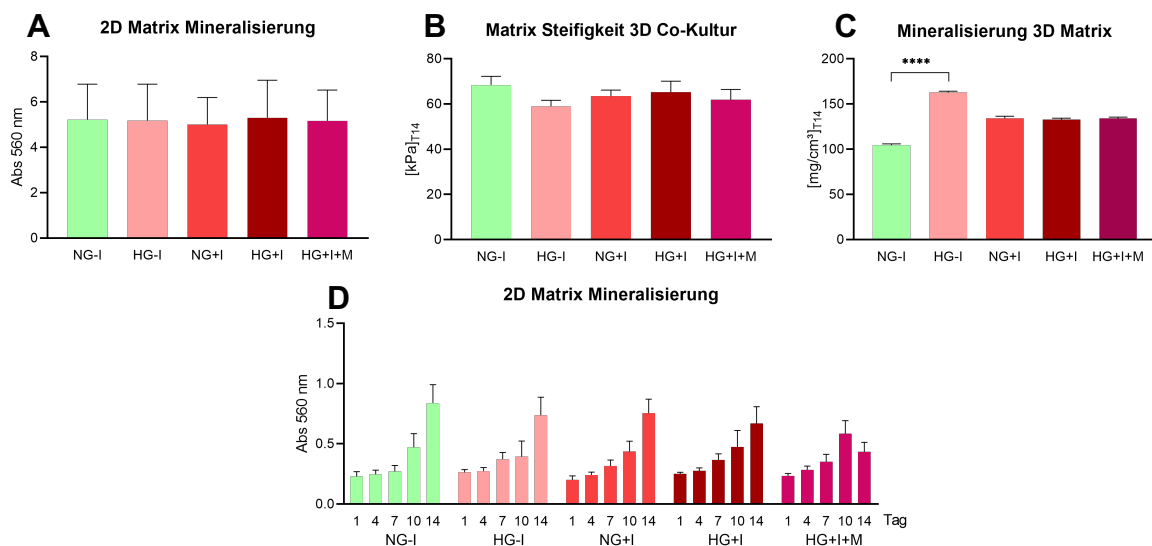 A
2D Matrix Mineralisierung
Abs 560 nm
8
6
4
2
0
NG-I HG-I NG+I HG+I HG+I+M
B
Matrix Steifigkeit 3D Co-Kultur
[kPa]T14
80
60
40
20
0
NG-I HG-I NG+I HG+I HG+I+M
C
Mineralisierung 3D Matrix
[mg/cm³]T14
200
150
100
50
0
****
NG-I HG-I NG+I HG+I HG+I+M
D
2D Matrix Mineralisierung
Abs 560 nm
1.5
1.0
0.5
0.0
1 4 7 10 14 1 4 7 10 14 1 4 7 10 14 1 4 7 10 14 1 4 7 10 14 Tag
NG-I HG-I NG+I HG+I HG+I+M